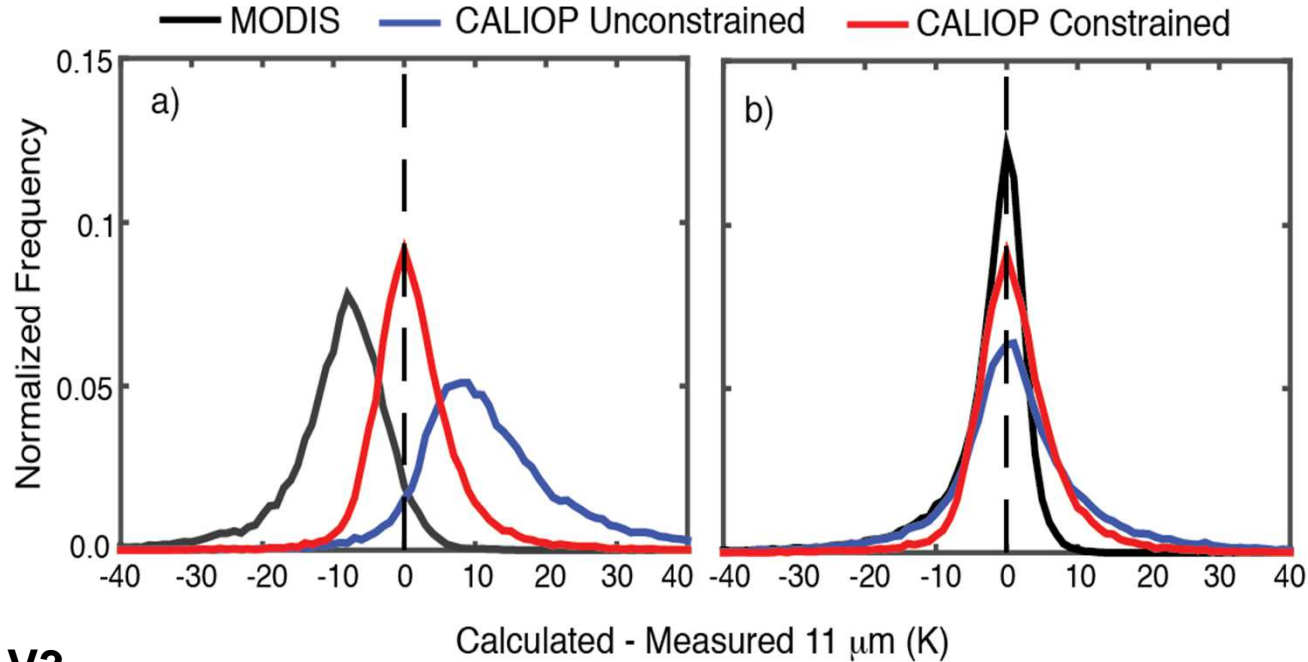 MODIS CALIOP Unconstrained CALIOP Constrained
a) b)
Normalized Frequency
0.15
0.1
0.05
0.0
-40 -30 -20 -10 0 10 20 30 40 -40 -30 -20 -10 0 10 20 30 40
Calculated - Measured 11 μm (K)